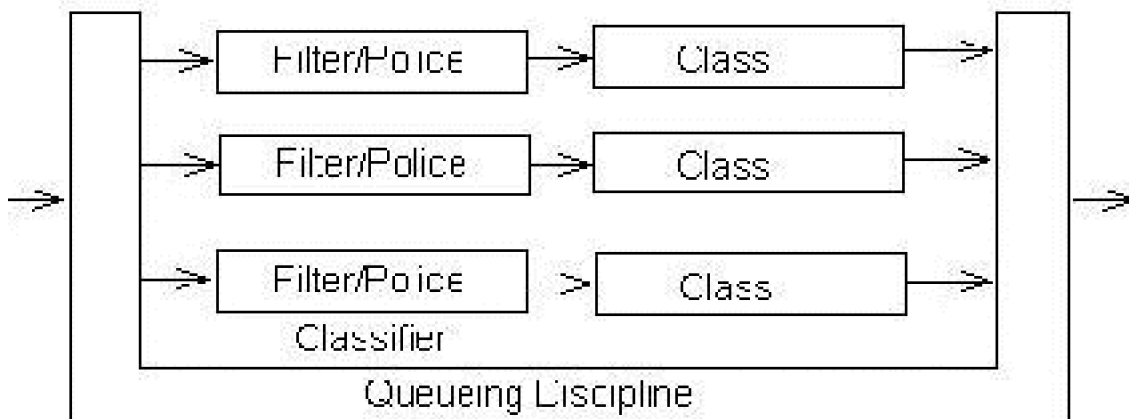 Filter/Police
Class
Filter/Police
Class
Filter/Police
Class
Classifier
Queueing Discipline